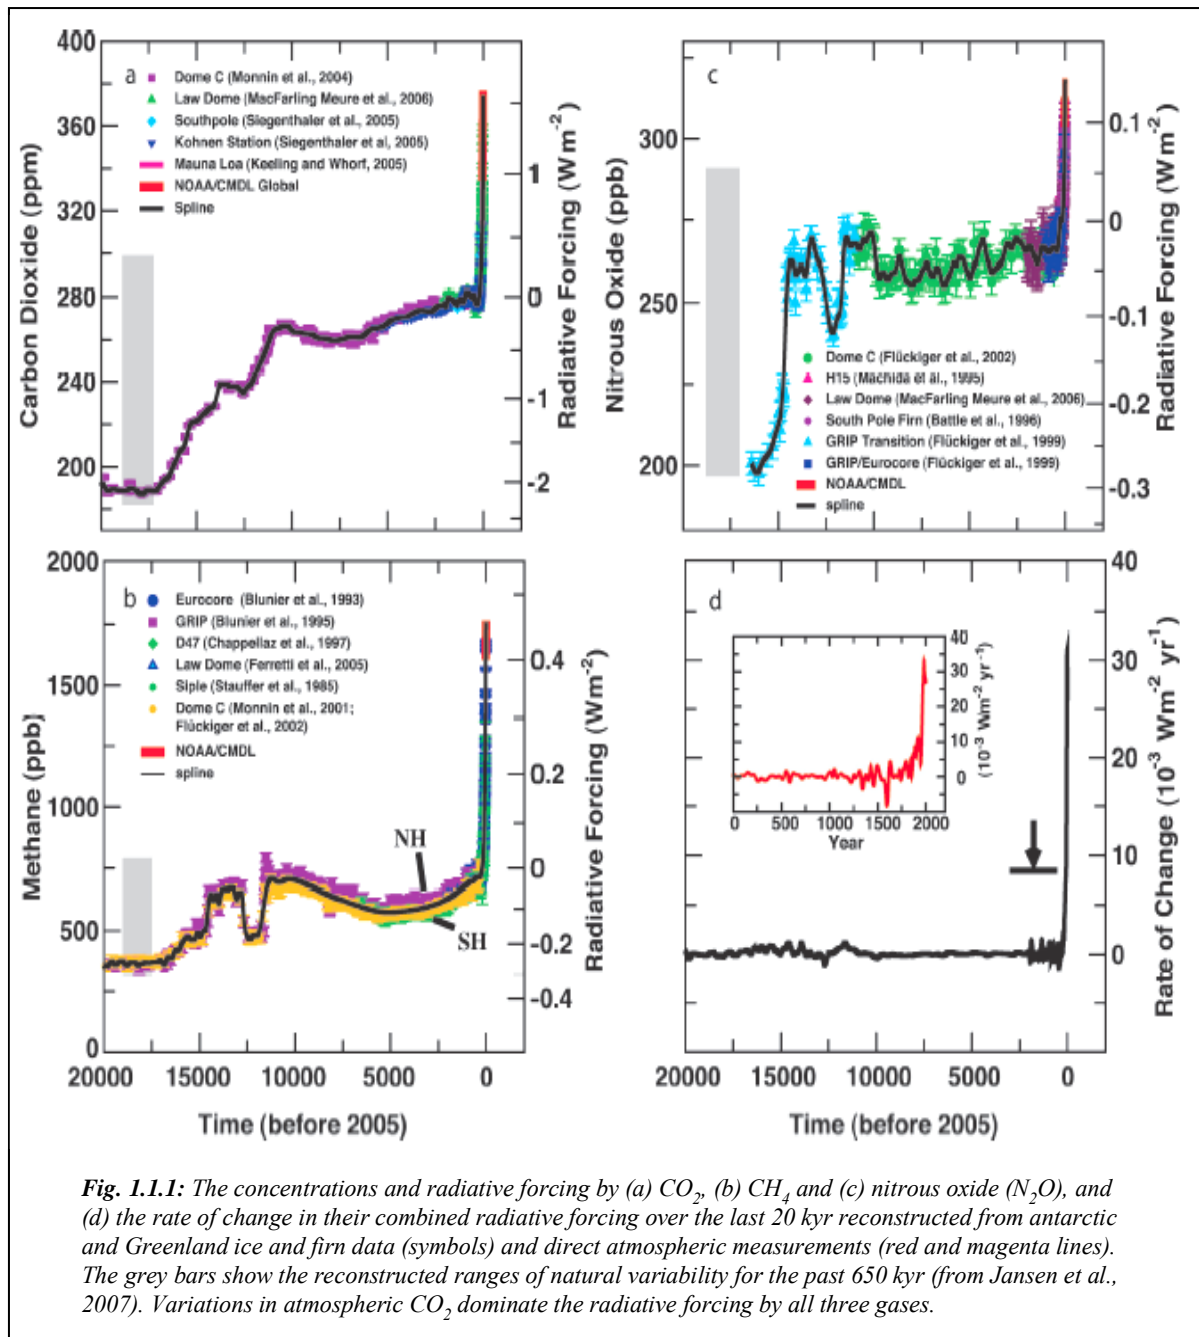 400
360
320
280
240
200
Carbon Dioxide (ppm)
a
Dome C (Monnin et al., 2004)
Law Dome (MacFarling Meure et al., 2006)
Southpole (Siegenthaler et al., 2005)
Kohnen Station (Siegenthaler et al, 2005)
Mauna Loa (Keeling and Whorf, 2005)
NOAA/CMDL Global
Spline
1
0
-1
-2
Radiative Forcing (Wm-2)
c
300
250
200
Nitrous Oxide (ppb)
Dome C (Flückiger et al., 2002)
H15 (Machida et al., 1995)
Law Dome (MacFarling Meure et al., 2006)
South Pole Firn (Battle et al., 1996)
GRIP Transition (Flückiger et al., 1999)
GRIP/Eurocore (Flückiger et al., 1999)
NOAA/CMDL
spline
0.1
0
-0.1
-0.2
-0.3
Radiative Forcing (Wm-2)
2000
1500
1000
500
0
Methane (ppb)
b
Eurocore (Blunier et al., 1993)
GRIP (Blunier et al., 1995)
D47 (Chappellaz et al., 1997)
Law Dome (Ferretti et al., 2005)
Siple (Stauffer et al., 1985)
Dome C (Monnin et al., 2001;
Flückiger et al., 2002)
NOAA/CMDL
spline
NH
SH
0.4
0.2
0
-0.2
-0.4
Radiative Forcing (Wm-2)
20000 15000 10000 5000 0
Time (before 2005)
d
40
30
20
10
0
(10-3 Wm-2 yr-1)
0 500 1000 1500 2000
Year
40
30
20
10
0
Rate of Change (10-3 Wm-2 yr-1)
20000 15000 10000 5000 0
Time (before 2005)
Fig. 1.1.1: The concentrations and radiative forcing by (a) CO2, (b) CH4 and (c) nitrous oxide (N2O), and
(d) the rate of change in their combined radiative forcing over the last 20 kyr reconstructed from antarctic
and Greenland ice and firn data (symbols) and direct atmospheric measurements (red and magenta lines).
The grey bars show the reconstructed ranges of natural variability for the past 650 kyr (from Jansen et al.,
2007). Variations in atmospheric CO2 dominate the radiative forcing by all three gases.